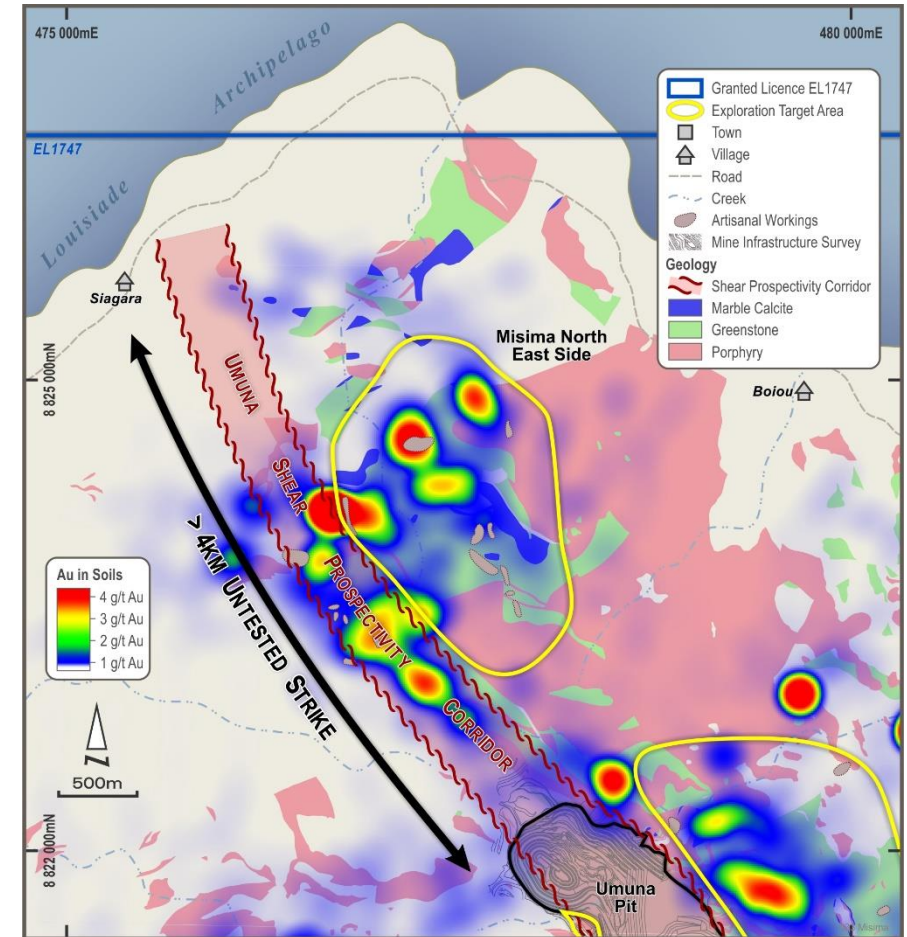 475 000mE
480 000mE
Archipelago
Louisiade
EL1747
Granted Licence EL1747
Exploration Target Area
Town
Village
Road
Creek
Artisanal Workings
Mine Infrastructure Survey
Geology
Shear Prospectivity Corridor
Marble Calcite
Greenstone
Porphyry
Siagara
Misima North
East Side
Boiou
8 825 000mN
UMUNA
SHEAR
PROSPECTIVITY
CORRIDOR
> 4KM UNTESTED STRIKE
Au in Soils
4 g/t Au
3 g/t Au
2 g/t Au
1 g/t Au
N
500m
8 822 000mN
Umuna
Pit
Misima